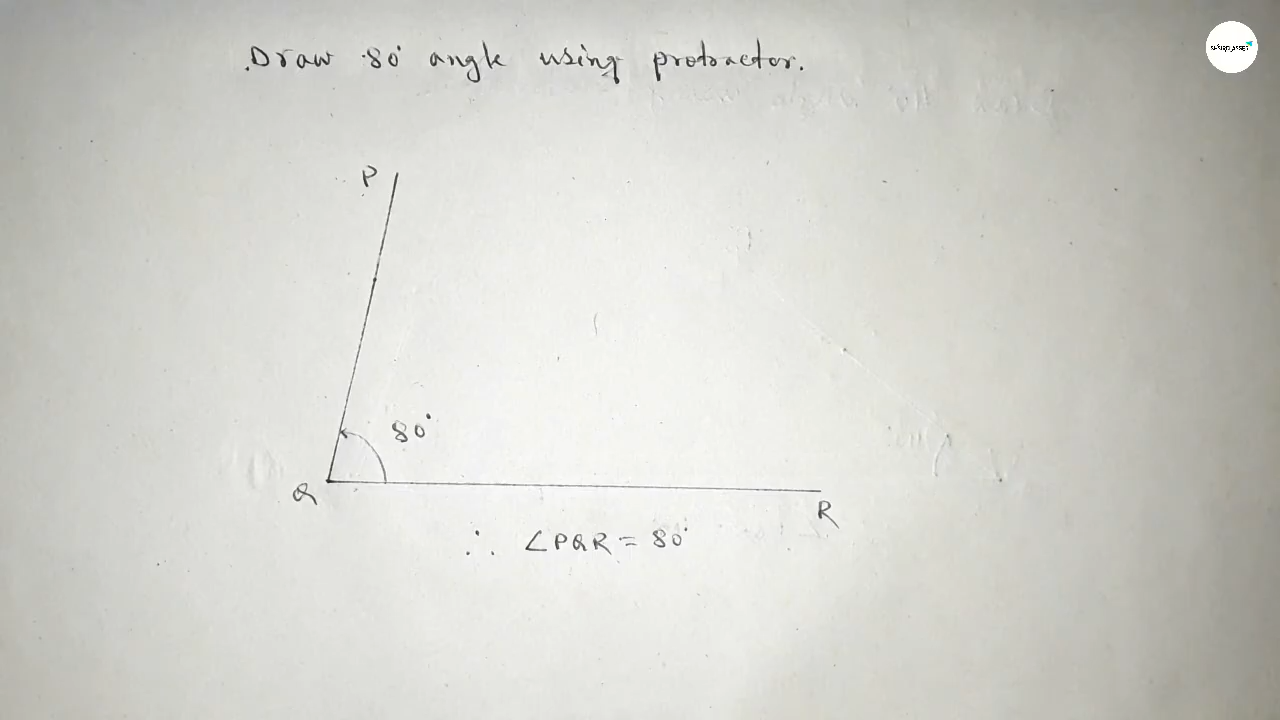 Draw 80° angle using protractor.
P
80°
Q
R
∴ ∠PQR = 80°